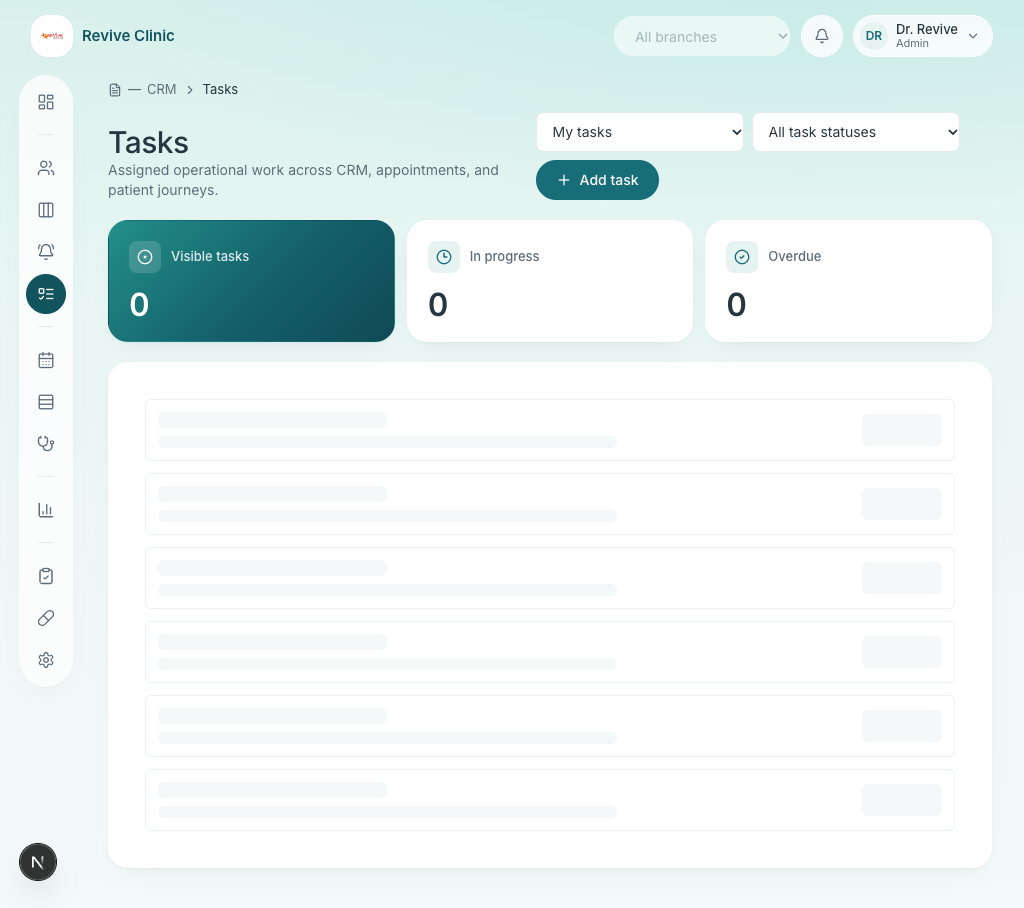 Revive Clinic
All branches
DR
Dr. Revive
Admin
— CRM > Tasks
Tasks
Assigned operational work across CRM, appointments, and
patient journeys.
My tasks
All task statuses
+ Add task
Visible tasks
0
In progress
0
Overdue
0
N